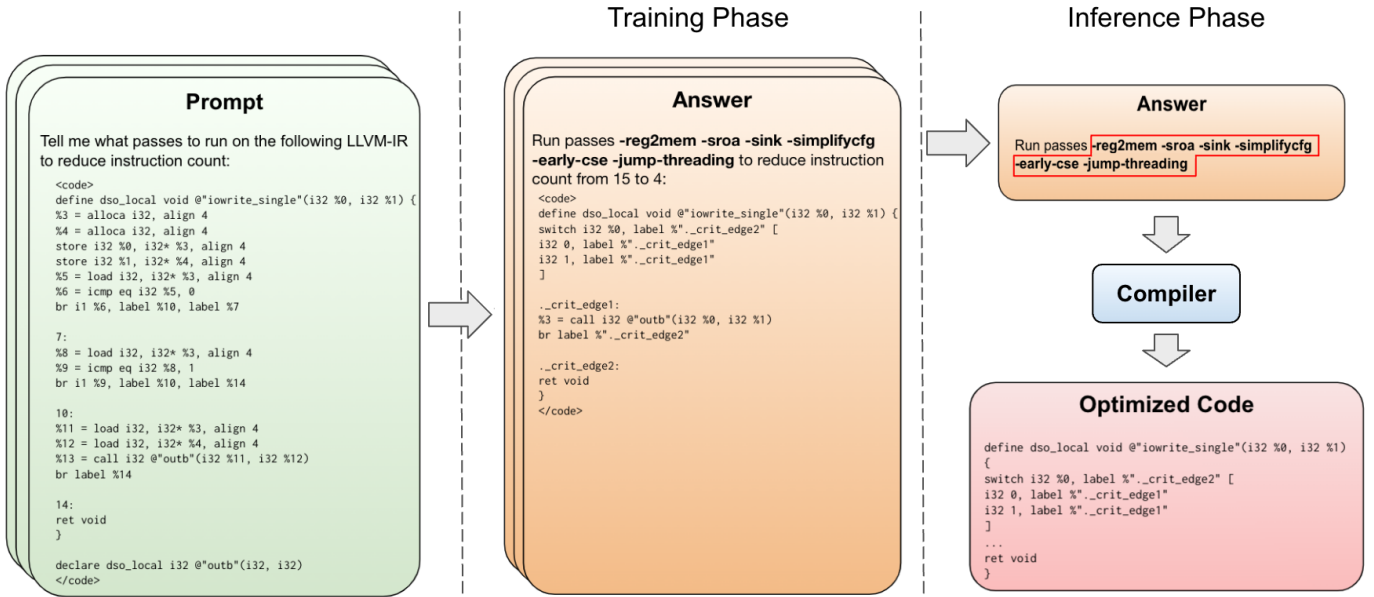 Training Phase
Inference Phase
Prompt
Tell me what passes to run on the following LLVM-IR
to reduce instruction count:
<code>
define dso_local void @"iowrite_single"(i32 %0, i32 %1) {
%3 = alloca i32, align 4
%4 = alloca i32, align 4
store i32 %0, i32* %3, align 4
store i32 %1, i32* %4, align 4
%5 = load i32, i32* %3, align 4
%6 = icmp eq i32 %5, 0
br i1 %6, label %10, label %7
7:
%8 = load i32, i32* %3, align 4
%9 = icmp eq i32 %8, 1
br i1 %9, label %10, label %14
10:
%11 = load i32, i32* %3, align 4
%12 = load i32, i32* %4, align 4
%13 = call i32 @"outb"(i32 %11, i32 %12)
br label %14
14:
ret void
}
declare dso_local i32 @"outb"(i32, i32)
</code>
Answer
Run passes -reg2mem -sroa -sink -simplifycfg
-early-cse -jump-threading to reduce instruction
count from 15 to 4:
<code>
define dso_local void @"iowrite_single"(i32 %0, i32 %1) {
switch i32 %0, label %"._crit_edge2" [
i32 0, label %"._crit_edge1"
i32 1, label %"._crit_edge1"
]
._crit_edge1:
%3 = call i32 @"outb"(i32 %0, i32 %1)
br label %"._crit_edge2"
._crit_edge2:
ret void
}
</code>
Answer
Run passes -reg2mem -sroa -sink -simplifycfg
-early-cse -jump-threading
Compiler
Optimized Code
define dso_local void @"iowrite_single"(i32 %0, i32 %1)
{
switch i32 %0, label %"._crit_edge2" [
i32 0, label %"._crit_edge1"
i32 1, label %"._crit_edge1"
]
...
ret void
}